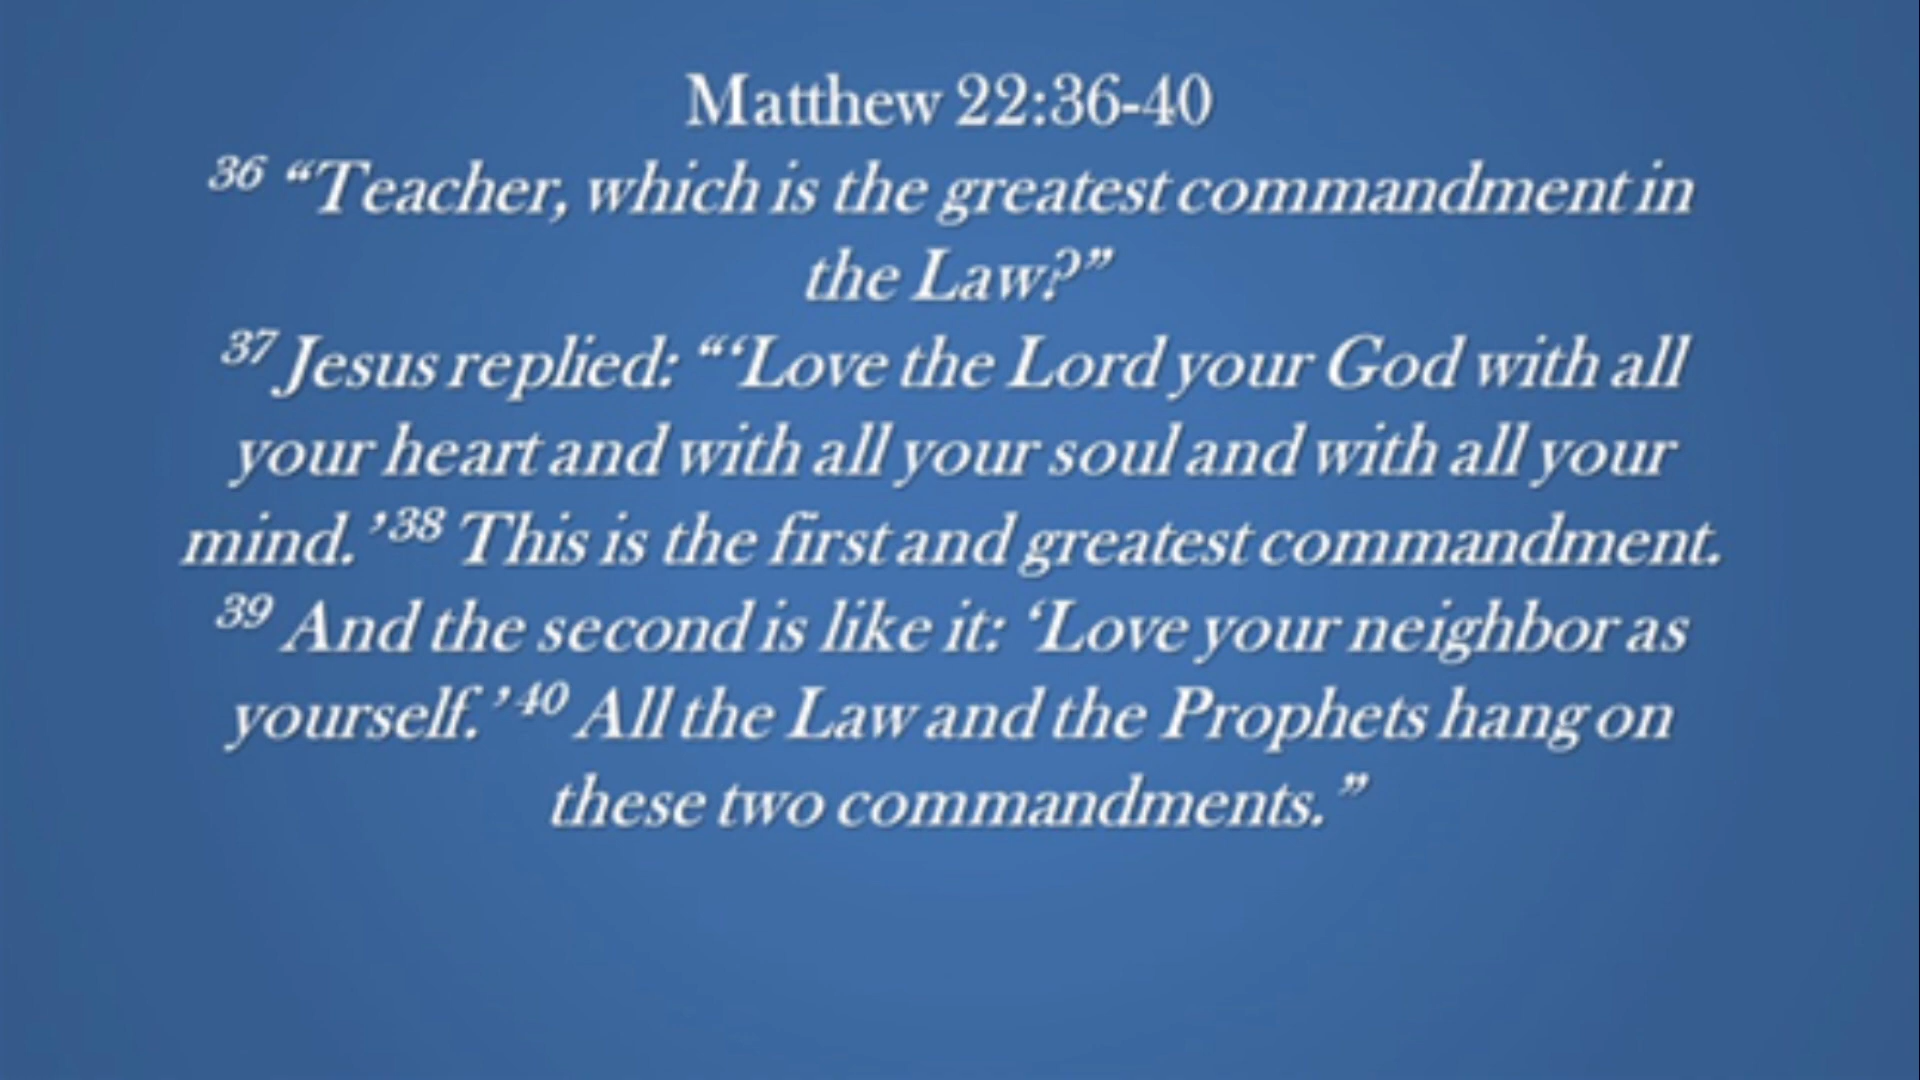 Matthew 22:36-40
36 “Teacher, which is the greatest commandment in
the Law?”
37 Jesus replied: “‘Love the Lord your God with all
your heart and with all your soul and with all your
mind.’ 38 This is the first and greatest commandment.
39 And the second is like it: ‘Love your neighbor as
yourself.’ 40 All the Law and the Prophets hang on
these two commandments.”